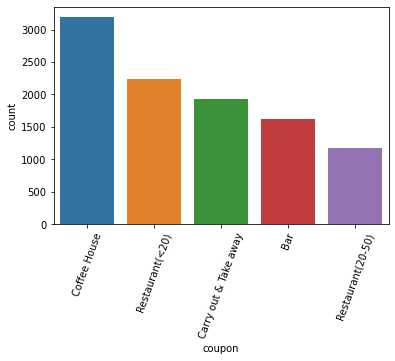 3000
2500
2000
1500
1000
500
0
count
Coffee House
Restaurant(<20)
Carry out & Take away
Bar
Restaurant(20-50)
coupon